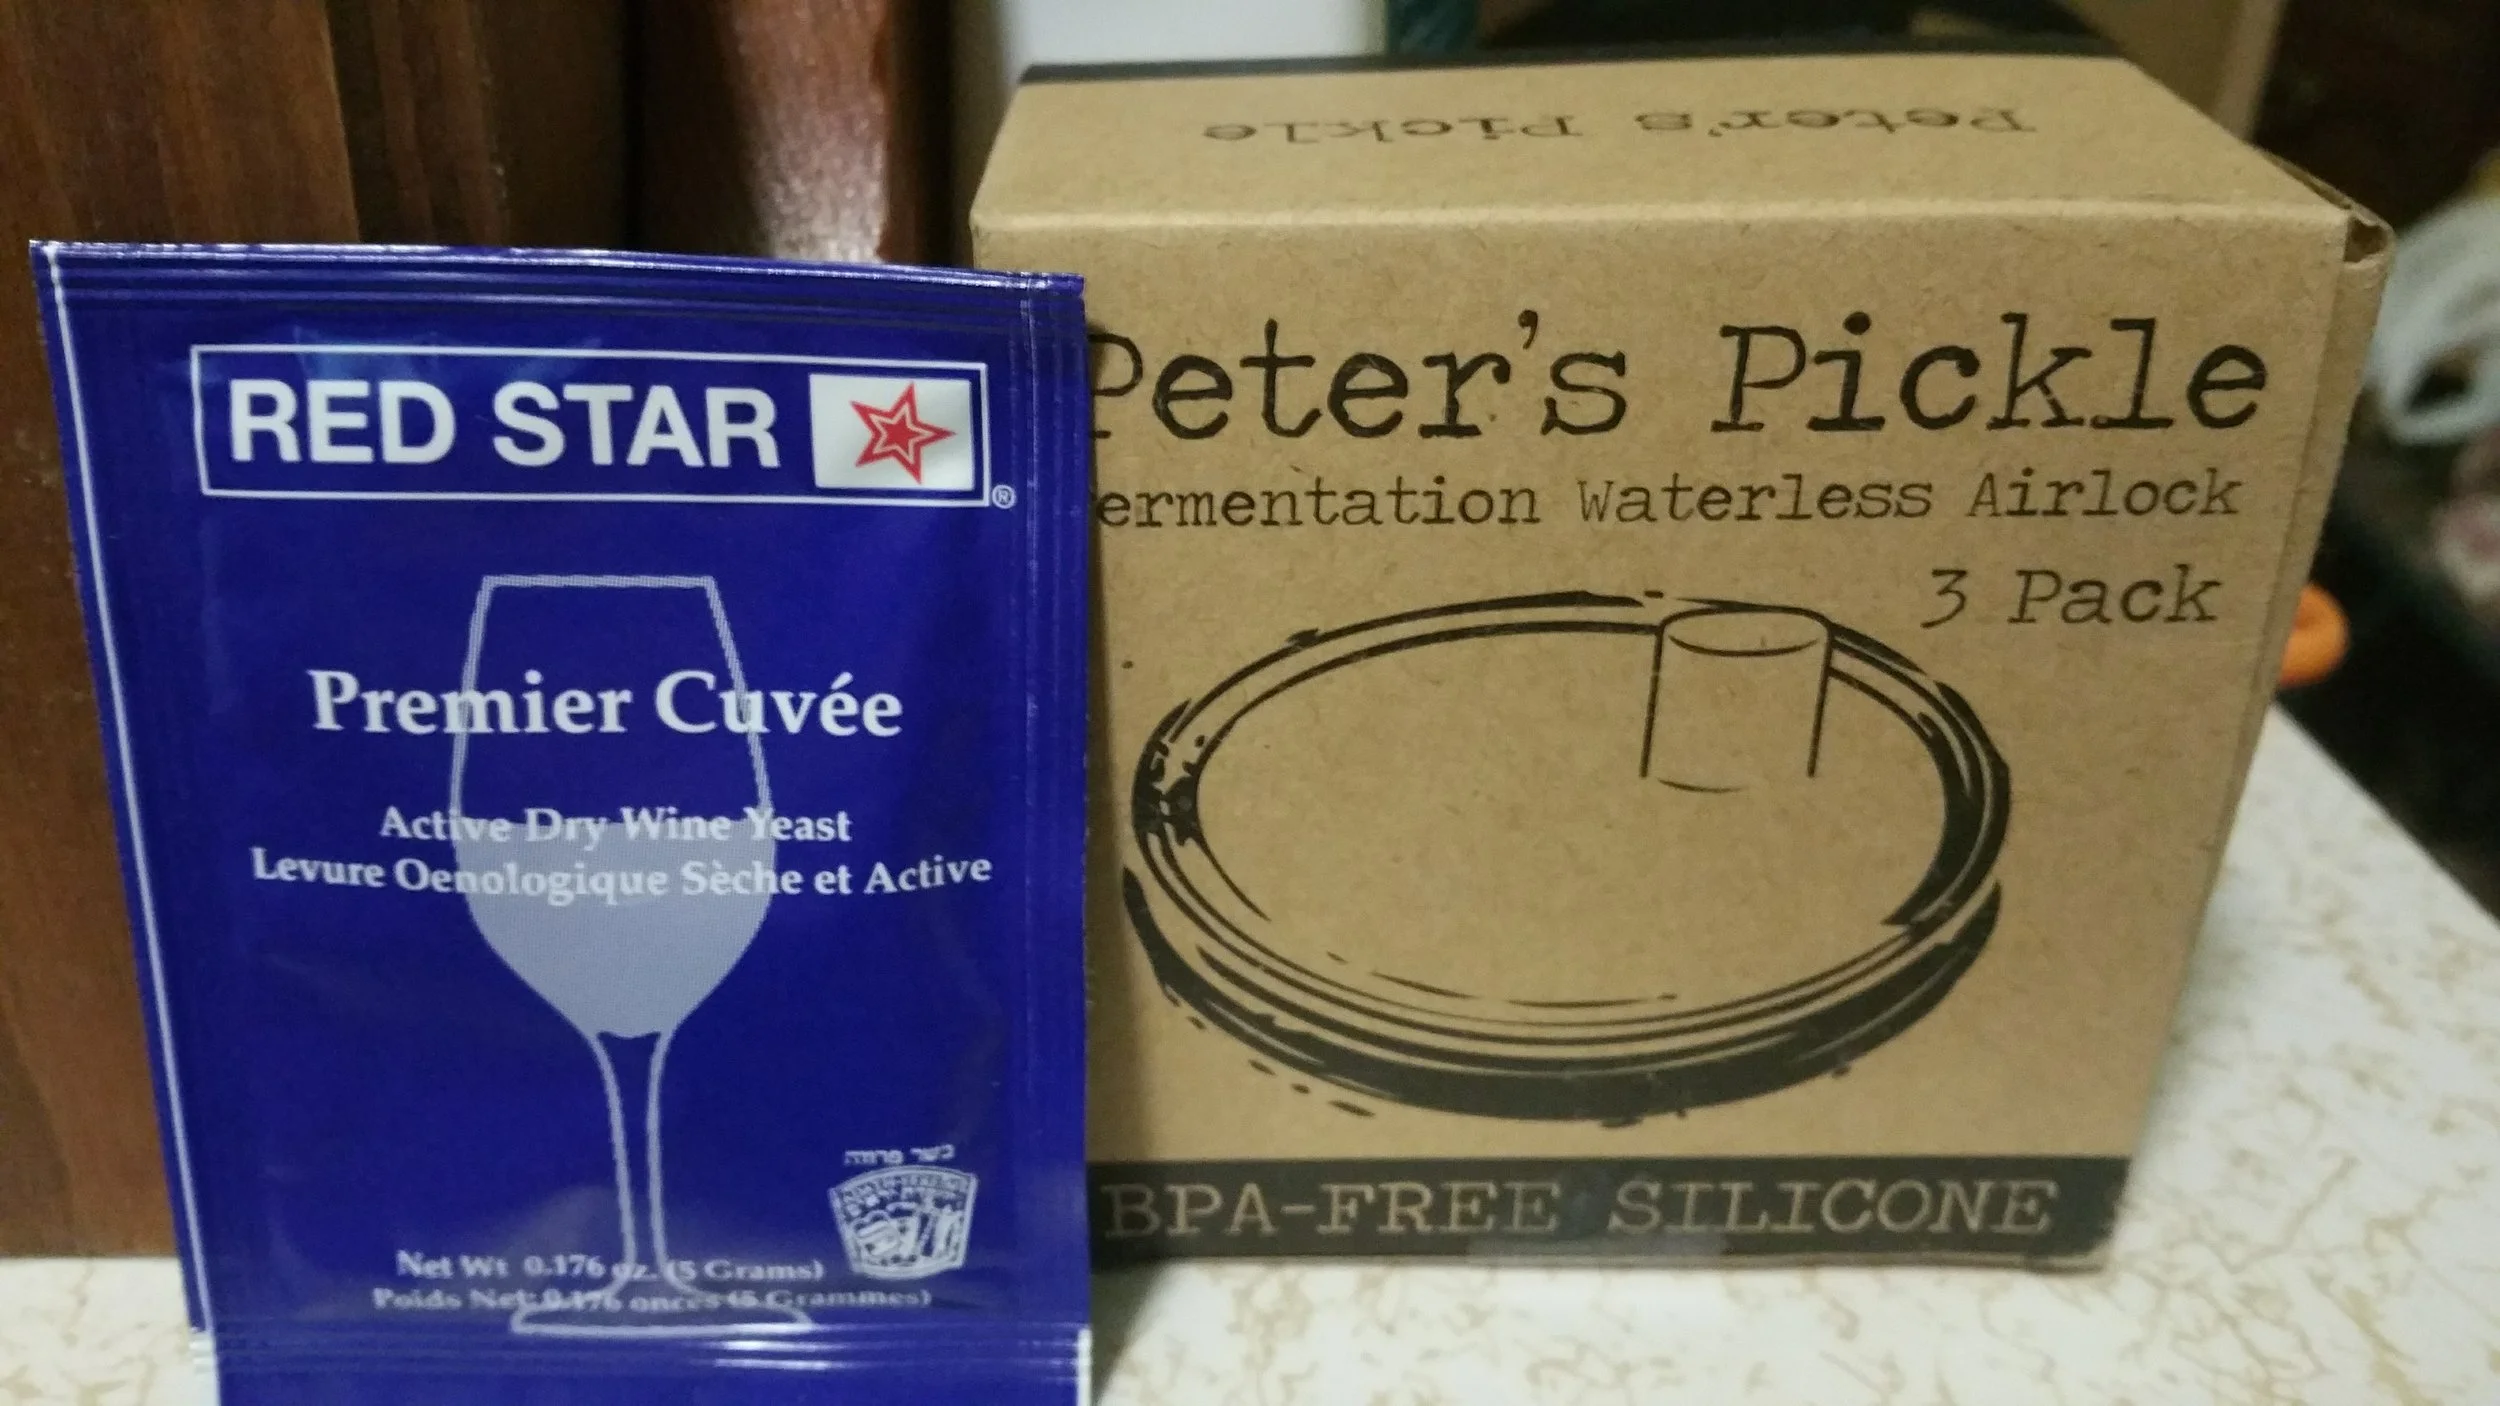 RED STAR
®
Premier Cuvée
Active Dry Wine Yeast
Levure Oenologique Sèche et Active
כשר פרווה
Net Wt 0.176 oz. (5 Grams)
Poids Net: 0.176 onces (5 Grammes)
Peter's Pickle
Peter's Pickle
ermentation Waterless Airlock
3 Pack
BPA-FREE SILICONE